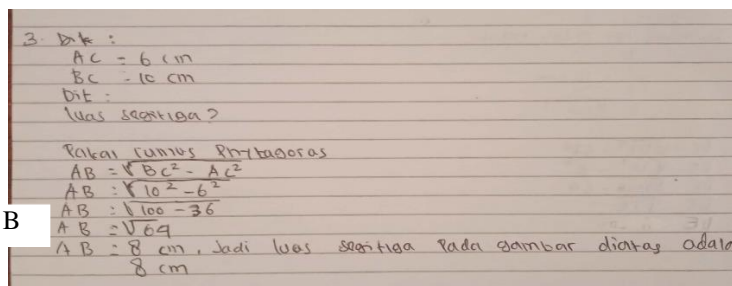 3. Dik :
AC = 6 cm
BC = 10 cm
Dit :
luas segitiga?
Pakai rumus Phytagoras
AB = √BC² - AC²
AB : √10² - 6²
AB : √100 - 36
B
AB = √64
AB = 8 cm, Jadi luas segitiga Pada gambar diatas adala
8 cm